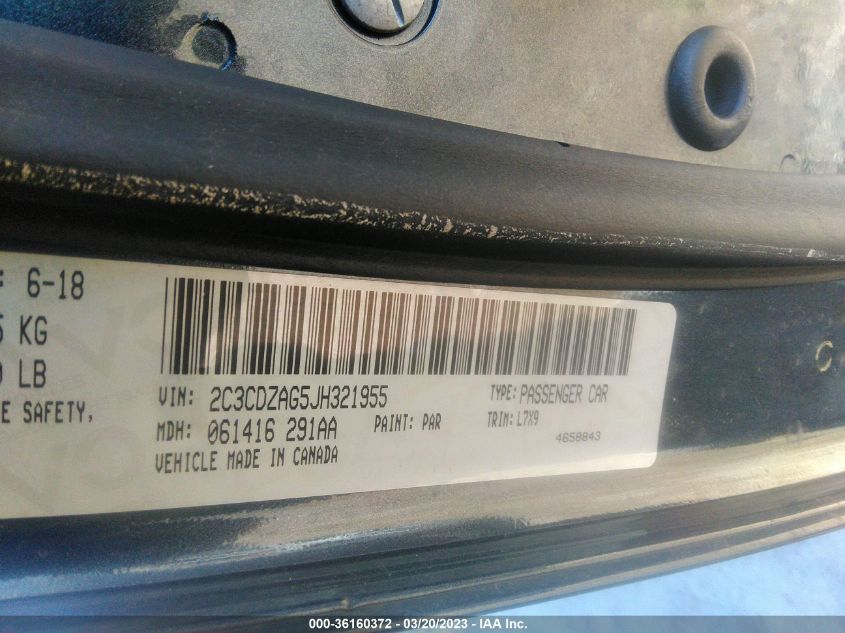 : 6-18
KG
LB
E SAFETY,
VIN: 2C3CDZAG5JH321955 TYPE: PASSENGER CAR
MDH: 061416 291AA PAINT: PAR TRIM: L7X9
VEHICLE MADE IN CANADA 4658843
000-36160372 — 03/20/2023 — IAA Inc.